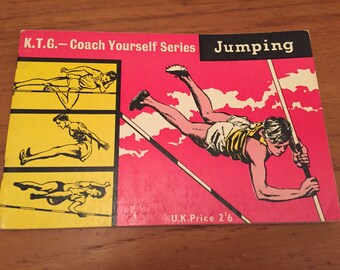 K.T.G.— Coach Yourself Series
Jumping
U.K. Price 2'6